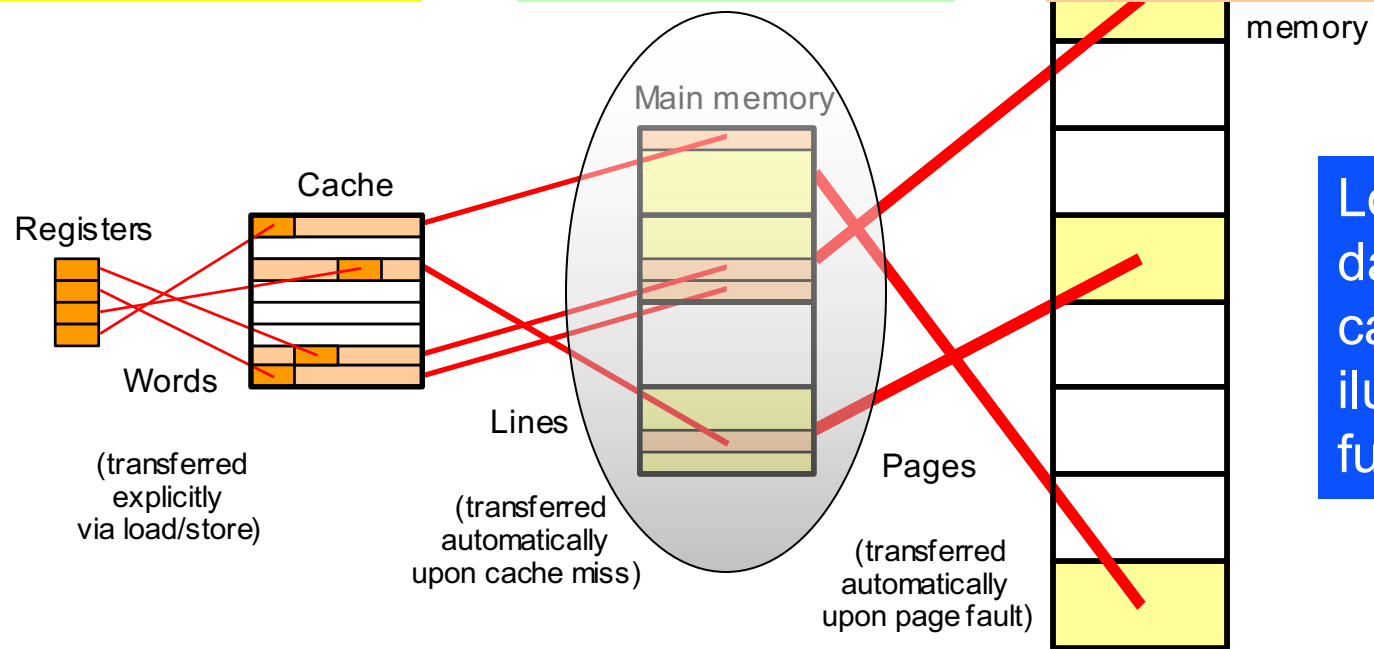 memory
Main memory
Cache
Registers
Words
(transferred
explicitly
via load/store)
Lines
(transferred
automatically
upon cache miss)
Pages
(transferred
automatically
upon page fault)